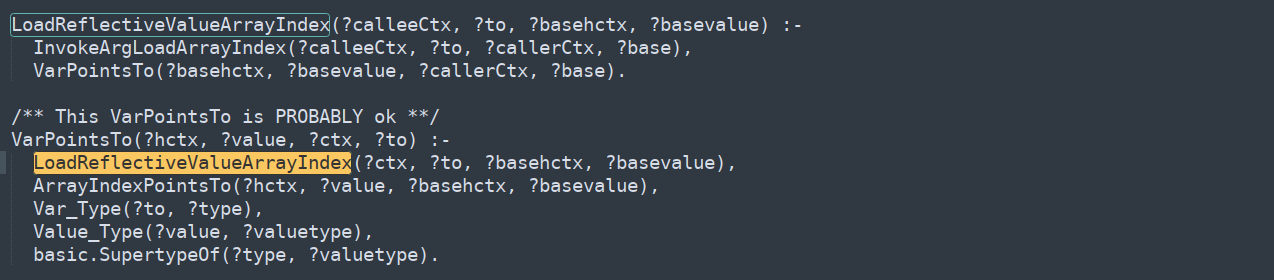 LoadReflectiveValueArrayIndex(?calleeCtx, ?to, ?basehctx, ?basevalue) :-
  InvokeArgLoadArrayIndex(?calleeCtx, ?to, ?callerCtx, ?base),
  VarPointsTo(?basehctx, ?basevalue, ?callerCtx, ?base).

/** This VarPointsTo is PROBABLY ok **/
VarPointsTo(?hctx, ?value, ?ctx, ?to) :-
  LoadReflectiveValueArrayIndex(?ctx, ?to, ?basehctx, ?basevalue),
  ArrayIndexPointsTo(?hctx, ?value, ?basehctx, ?basevalue),
  Var_Type(?to, ?type),
  Value_Type(?value, ?valuetype),
  basic.SupertypeOf(?type, ?valuetype).